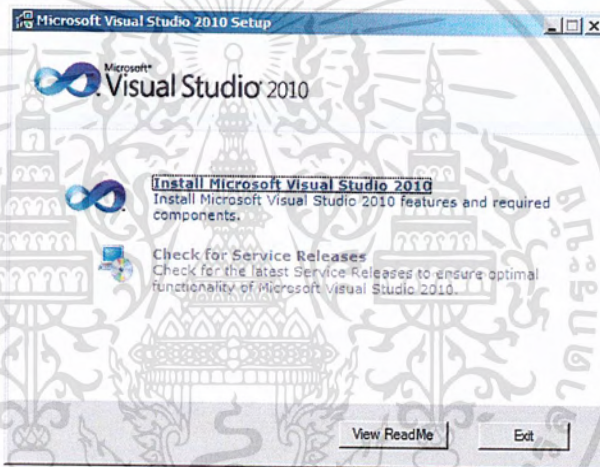 Microsoft Visual Studio 2010 Setup
Microsoft®
Visual Studio® 2010
Install Microsoft Visual Studio 2010
Install Microsoft Visual Studio 2010 features and required
components.
Check for Service Releases
Check for the latest Service Releases to ensure optimal
functionality of Microsoft Visual Studio 2010.
View ReadMe
Exit